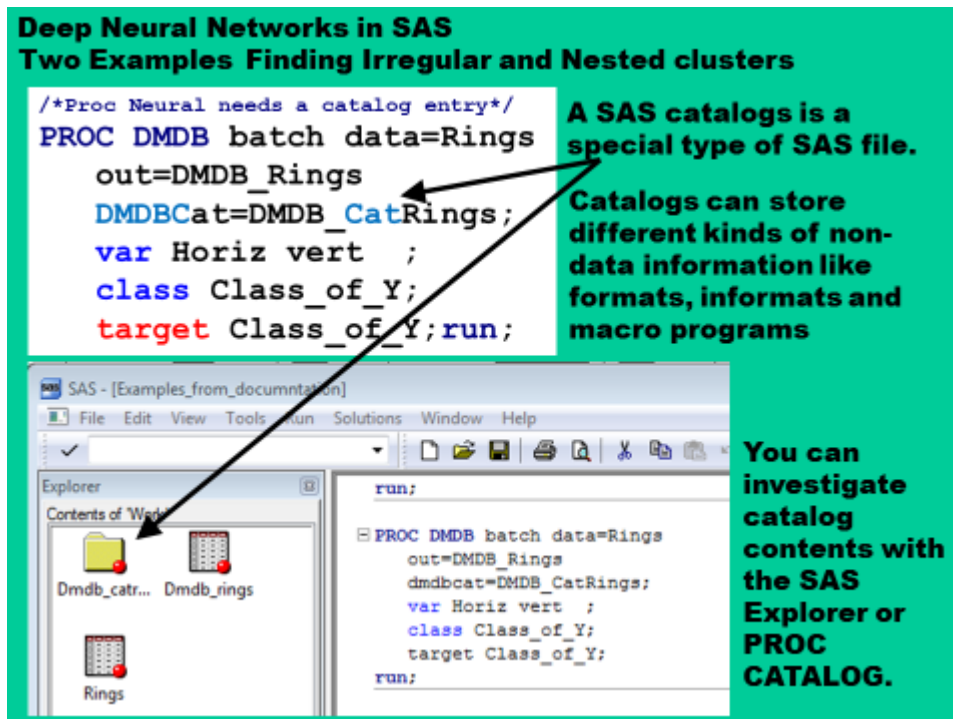 Deep Neural Networks in SAS
Two Examples Finding Irregular and Nested clusters
/*Proc Neural needs a catalog entry*/
PROC DMDB batch data=Rings
out=DMDB_Rings
DMDBCat=DMDB_CatRings;
var Horiz vert ;
class Class_of_Y;
target Class_of_Y;run;
A SAS catalogs is a
special type of SAS file.
Catalogs can store
different kinds of non-
data information like
formats, informats and
macro programs
SAS - [Examples_from_documntation]
File Edit View Tools Run Solutions Window Help
Explorer
Contents of 'Work'
Dmdb_catr... Dmdb_rings
Rings
run;
PROC DMDB batch data=Rings
out=DMDB_Rings
dmdbcat=DMDB_CatRings;
var Horiz vert ;
class Class_of_Y;
target Class_of_Y;
run;
You can
investigate
catalog
contents with
the SAS
Explorer or
PROC
CATALOG.